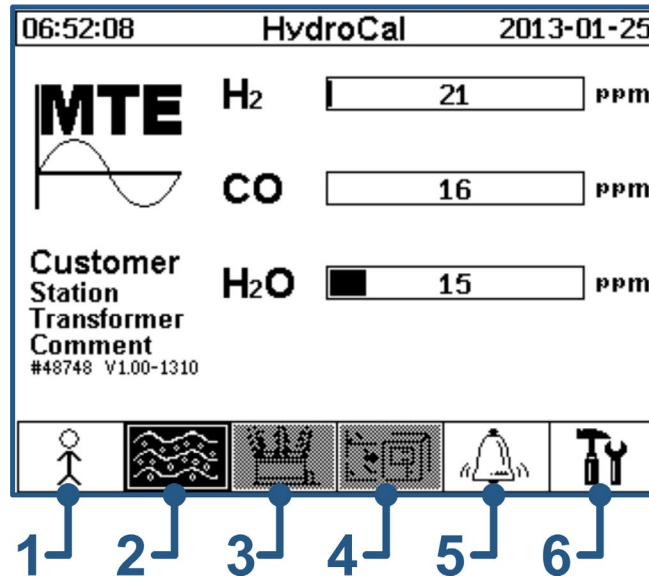 06:52:08 HydroCal 2013-01-25
MTE
H2 21 ppm
CO 16 ppm
H2O 15 ppm
Customer
Station
Transformer
Comment
#48748 V1.00-1310
1 2 3 4 5 6